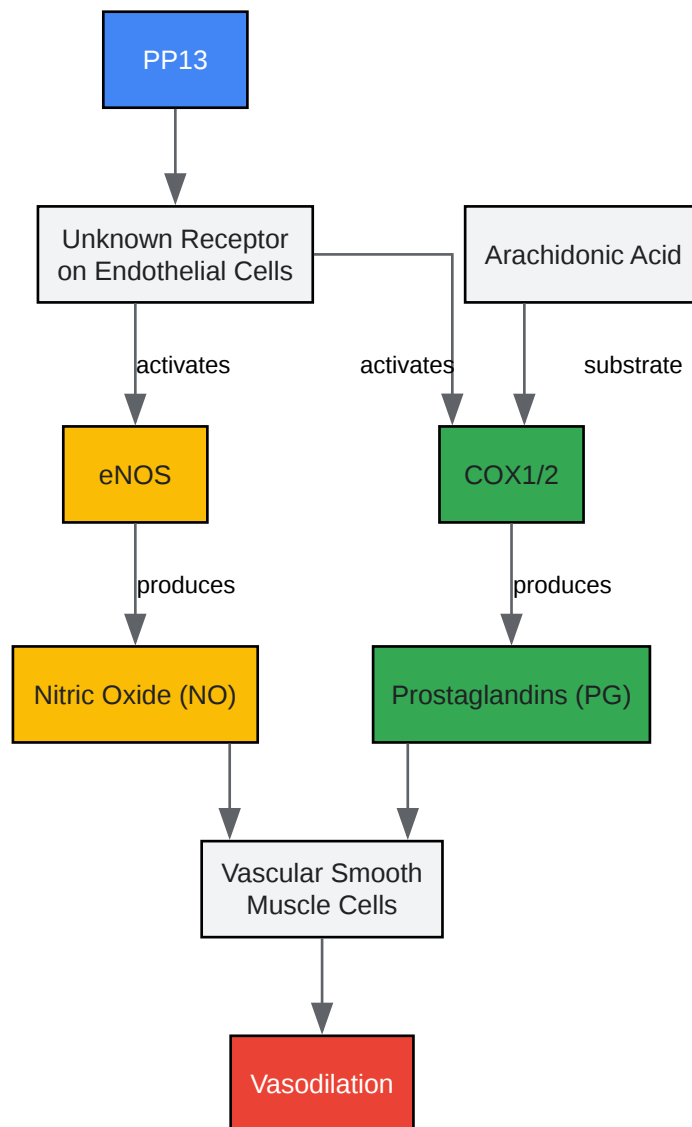 PP13
Unknown Receptor
on Endothelial Cells
Arachidonic Acid
activates
activates
substrate
eNOS
COX1/2
produces
produces
Nitric Oxide (NO)
Prostaglandins (PG)
Vascular Smooth
Muscle Cells
Vasodilation